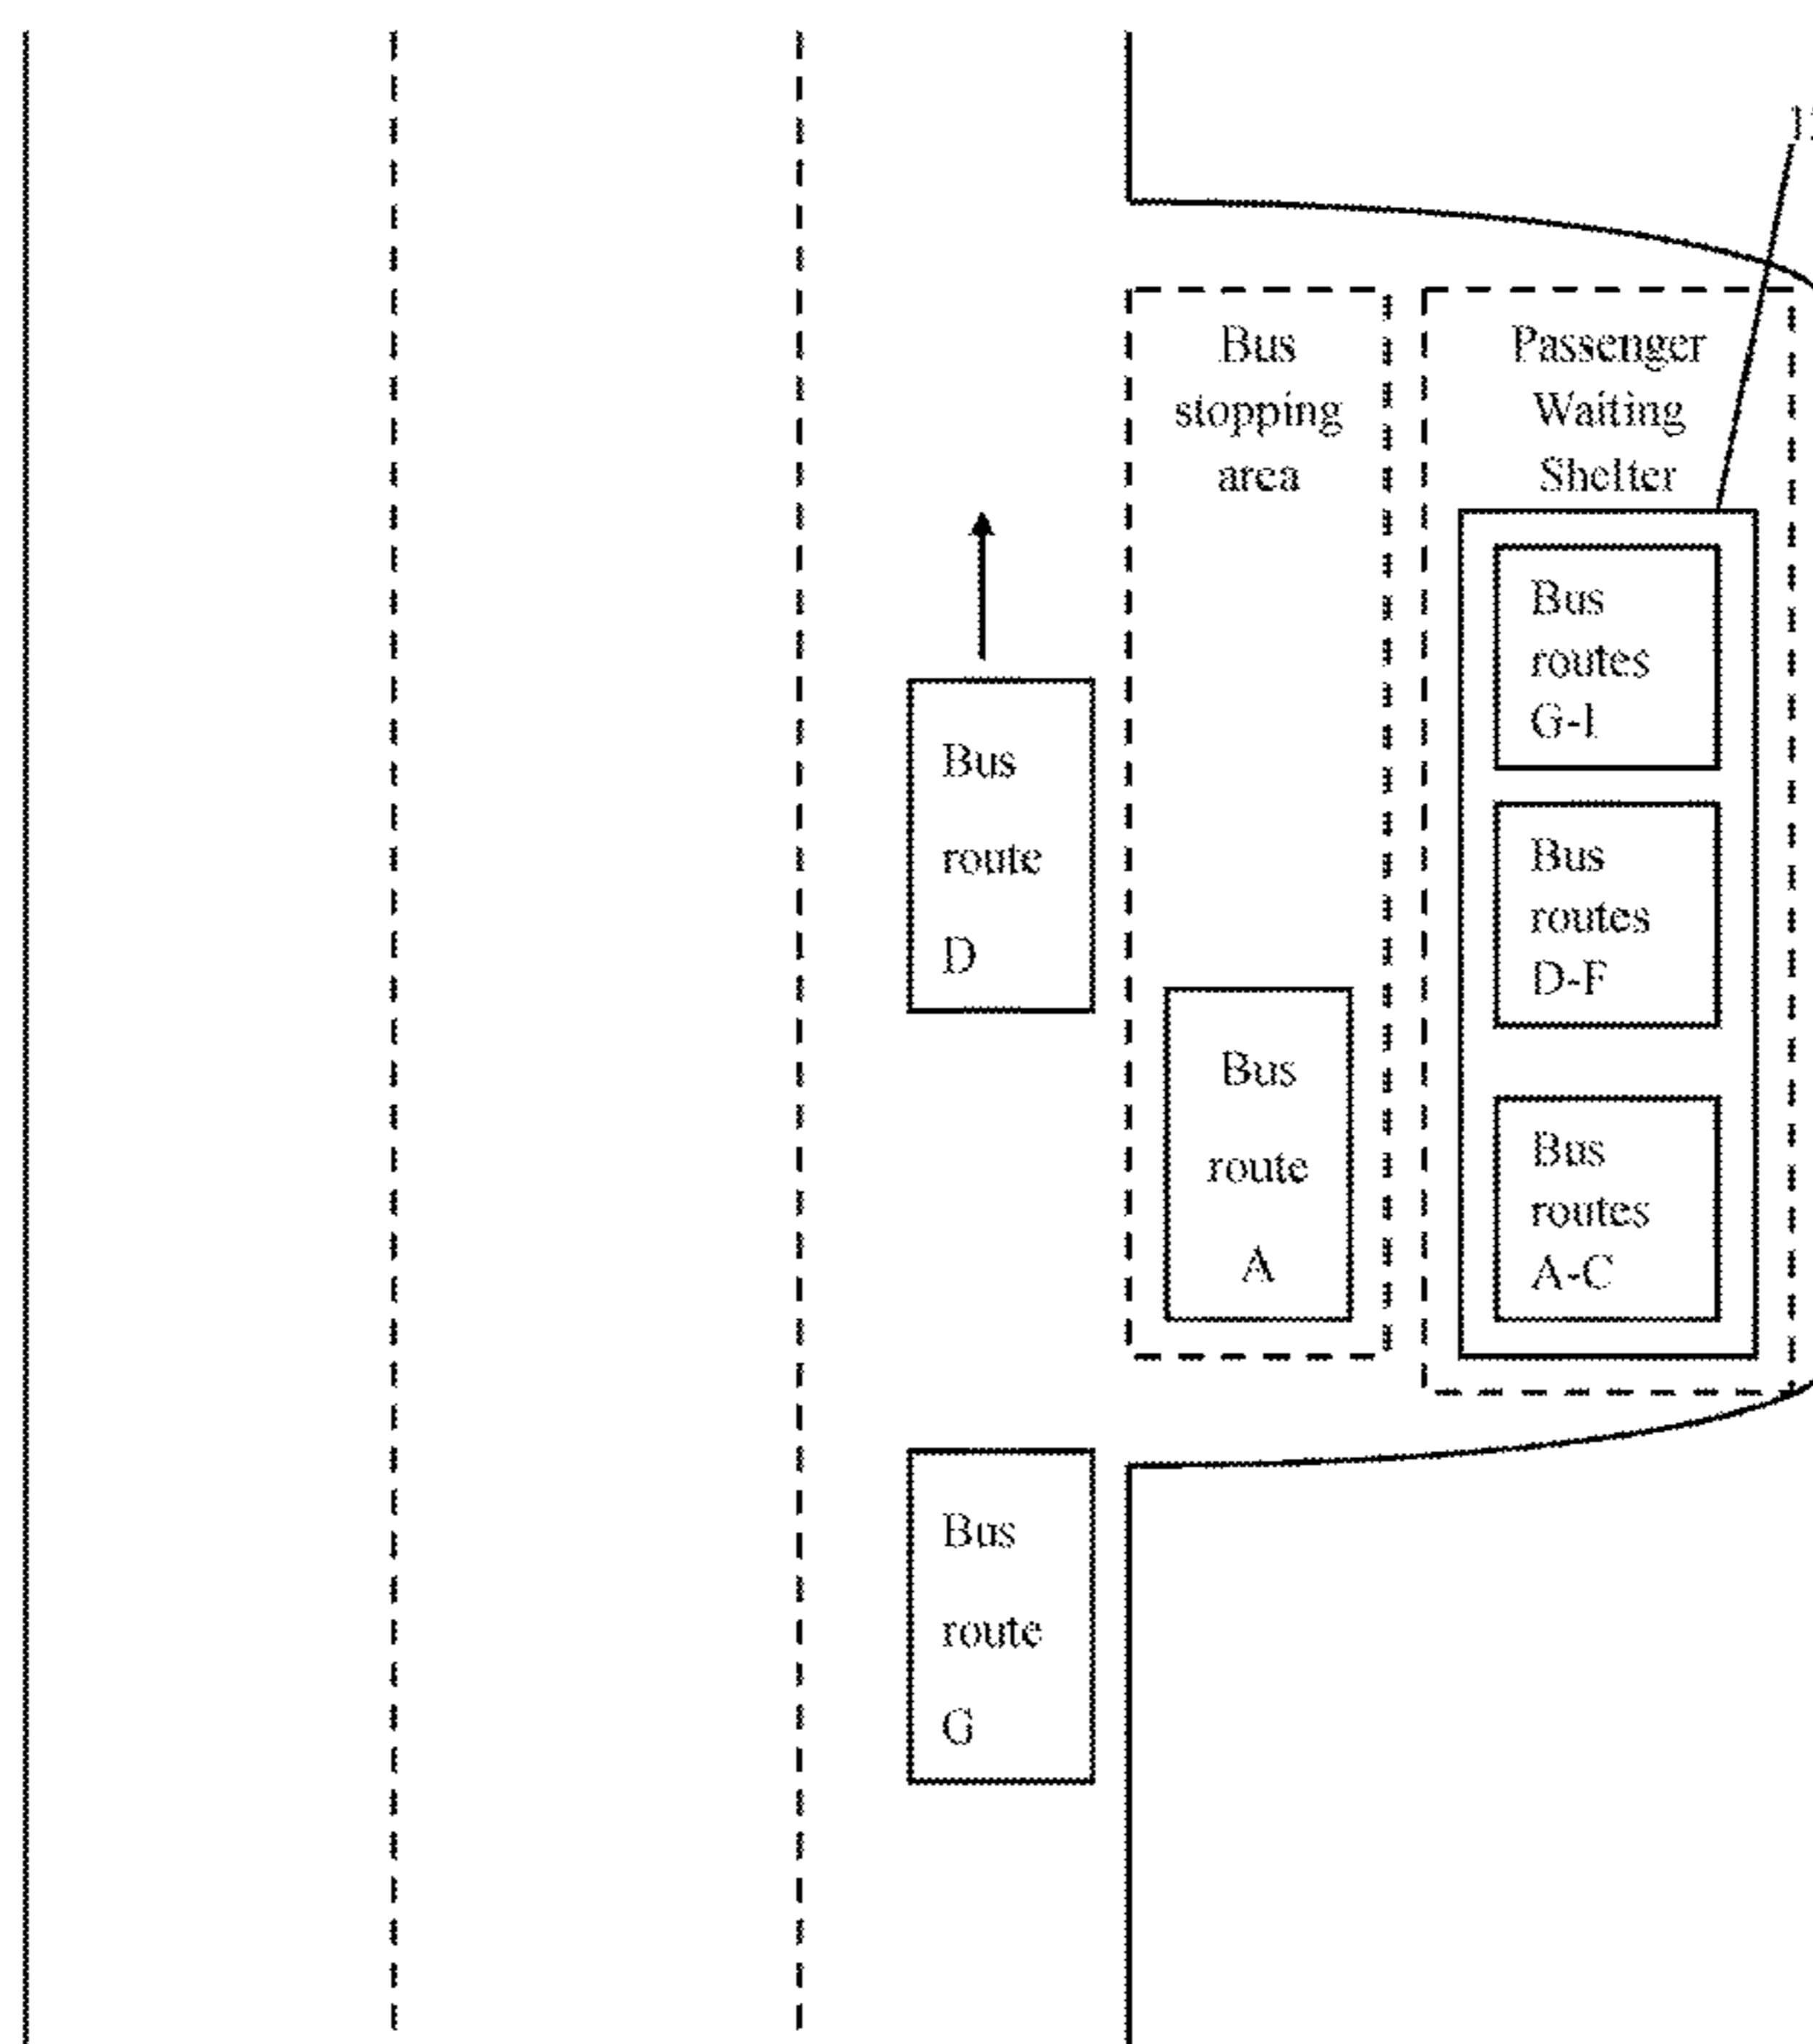 Bus
stopping
area
Passenger
Waiting
Shelter
Bus
routes
G-I
Bus
route
D
Bus
routes
D-F
Bus
route
A
Bus
routes
A-C
Bus
route
G